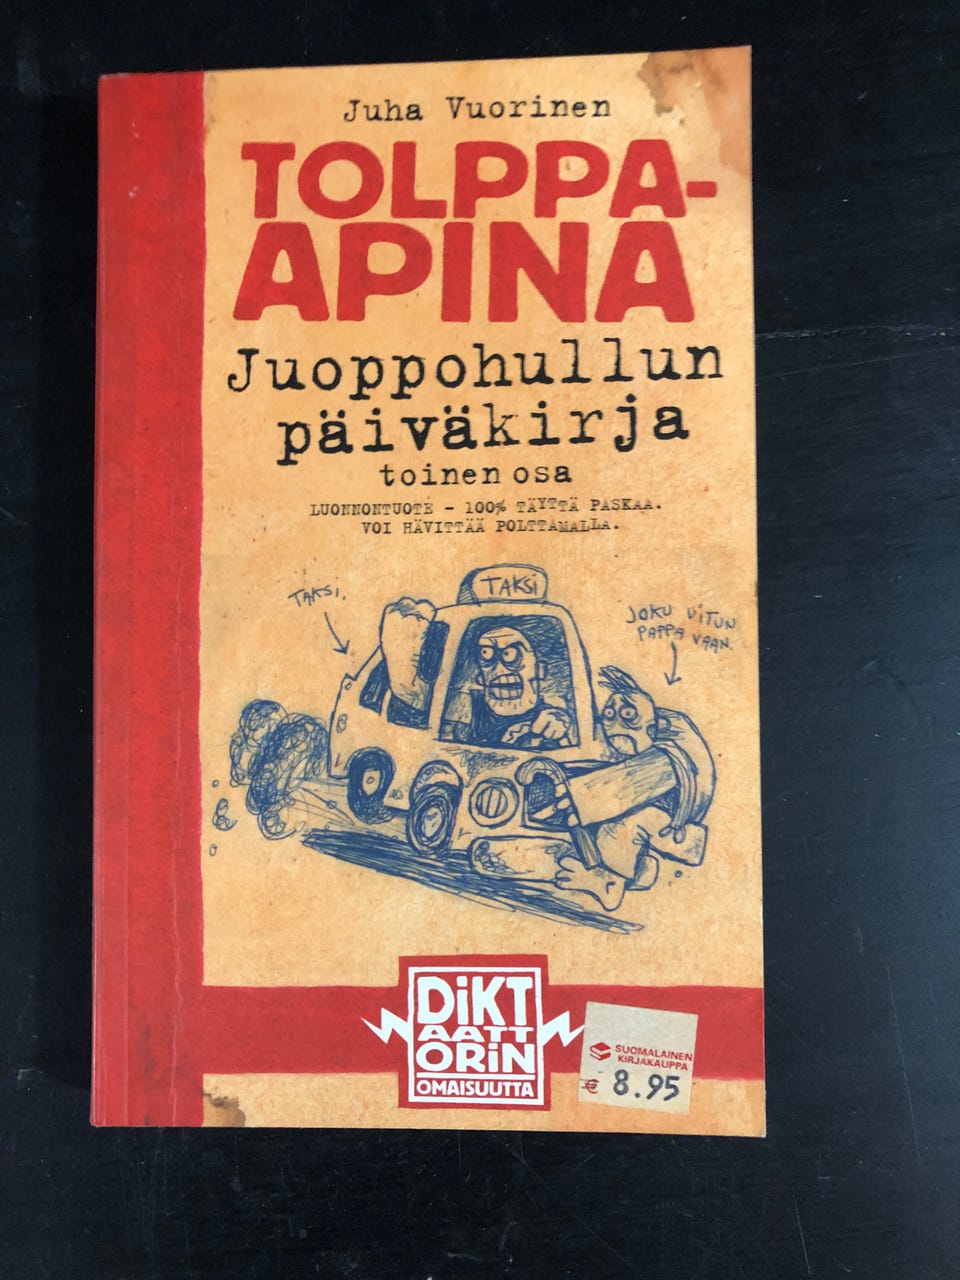 Juha Vuorinen
TOLPPA-
APINA
Juoppohullun
päiväkirja
toinen osa
LUONNONTUOTE - 100% TÄYTTÄ PASKAA.
VOI HÄVITTÄÄ POLTTAMALLA.
TAKSI.
TAKSi
JOKU ViTUN
PAPPA VAAN.
DiKT
AATT
ORiN
OMAISUUTTA
SUOMALAINEN
KIRJAKAUPPA
€ 8.95